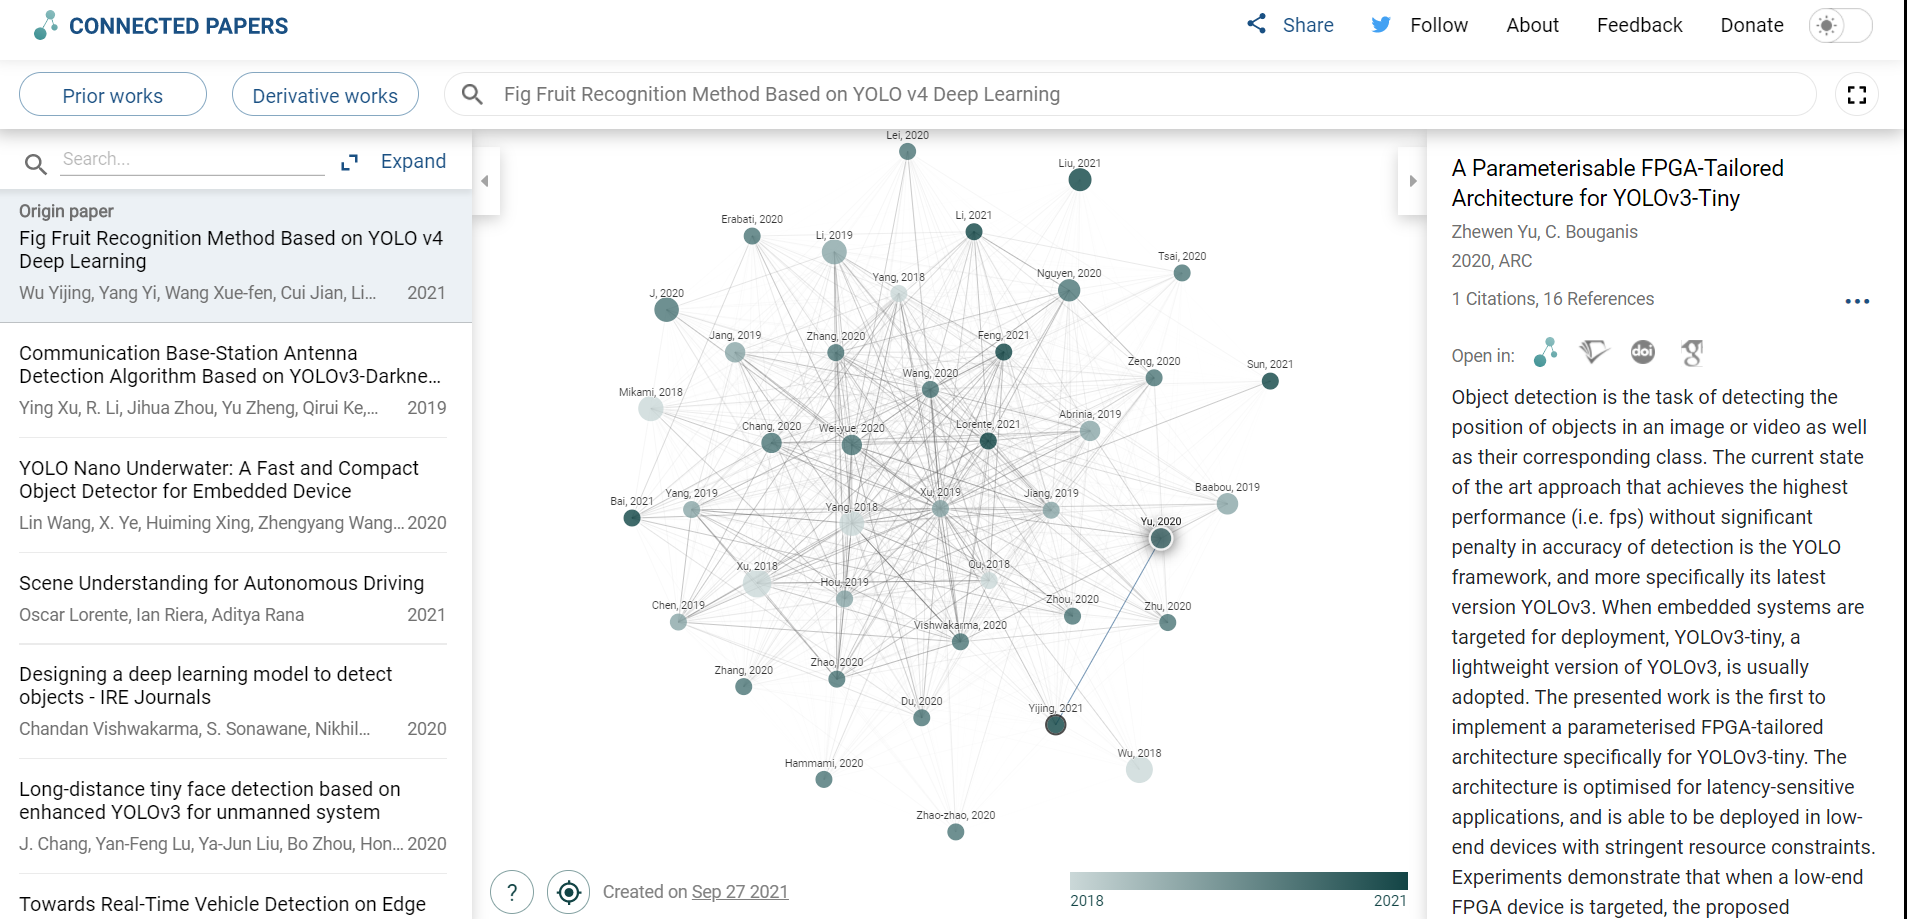 CONNECTED PAPERS
Share
Follow
About
Feedback
Donate
Prior works
Derivative works
Fig Fruit Recognition Method Based on YOLO v4 Deep Learning
Search...
Expand
Origin paper
Fig Fruit Recognition Method Based on YOLO v4
Deep Learning
Wu Yijing, Yang Yi, Wang Xue-fen, Cui Jian, Li... 2021
Communication Base-Station Antenna
Detection Algorithm Based on YOLOv3-Darkne...
Ying Xu, R. Li, Jihua Zhou, Yu Zheng, Qirui Ke,... 2019
YOLO Nano Underwater: A Fast and Compact
Object Detector for Embedded Device
Lin Wang, X. Ye, Huiming Xing, Zhengyang Wang... 2020
Scene Understanding for Autonomous Driving
Oscar Lorente, Ian Riera, Aditya Rana 2021
Designing a deep learning model to detect
objects - IRE Journals
Chandan Vishwakarma, S. Sonawane, Nikhil... 2020
Long-distance tiny face detection based on
enhanced YOLOv3 for unmanned system
J. Chang, Yan-Feng Lu, Ya-Jun Liu, Bo Zhou, Hon... 2020
Towards Real-Time Vehicle Detection on Edge
Lei, 2020
Liu, 2021
Erabati, 2020
Li, 2021
Li, 2019
Tsai, 2020
Yang, 2018
Nguyen, 2020
J, 2020
Jang, 2019
Zhang, 2020
Feng, 2021
Zeng, 2020
Sun, 2021
Wang, 2020
Mikami, 2018
Abrinia, 2019
Chang, 2020
Wei-yue, 2020
Lorente, 2021
Baabou, 2019
Bai, 2021
Yang, 2019
Xu, 2019
Jiang, 2019
Yang, 2018
Yu, 2020
Xu, 2018
Qu, 2018
Hou, 2019
Chen, 2019
Zhou, 2020
Zhu, 2020
Vishwakarma, 2020
Zhang, 2020
Zhao, 2020
Du, 2020
Yijing, 2021
Wu, 2018
Hammami, 2020
Zhao-zhao, 2020
?
Created on Sep 27 2021
2018
2021
A Parameterisable FPGA-Tailored
Architecture for YOLOv3-Tiny
Zhewen Yu, C. Bouganis
2020, ARC
1 Citations, 16 References
Open in:
doi
g
Object detection is the task of detecting the
position of objects in an image or video as well
as their corresponding class. The current state
of the art approach that achieves the highest
performance (i.e. fps) without significant
penalty in accuracy of detection is the YOLO
framework, and more specifically its latest
version YOLOv3. When embedded systems are
targeted for deployment, YOLOv3-tiny, a
lightweight version of YOLOv3, is usually
adopted. The presented work is the first to
implement a parameterised FPGA-tailored
architecture specifically for YOLOv3-tiny. The
architecture is optimised for latency-sensitive
applications, and is able to be deployed in low-
end devices with stringent resource constraints.
Experiments demonstrate that when a low-end
FPGA device is targeted, the proposed